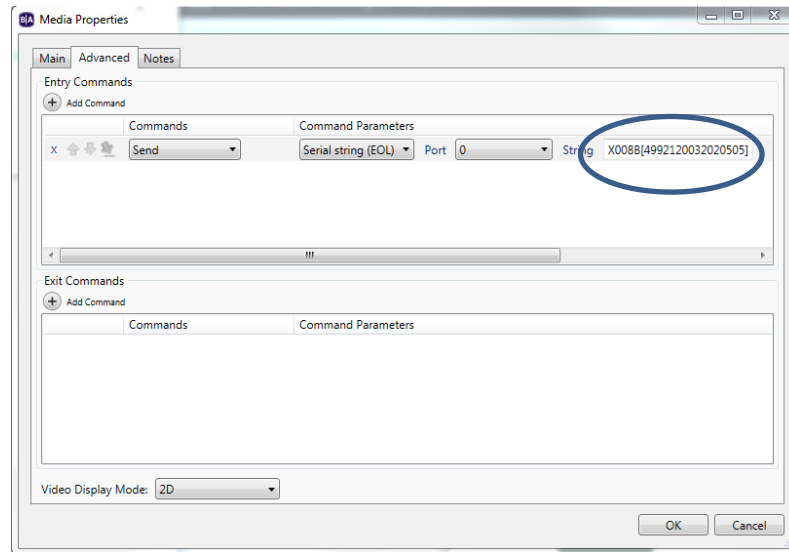 B|A Media Properties
Main Advanced Notes
Entry Commands
+ Add Command
Commands Command Parameters
x Send Serial string (EOL) Port 0 String X008B[4992120032020505]
Exit Commands
+ Add Command
Commands Command Parameters
Video Display Mode: 2D
OK Cancel